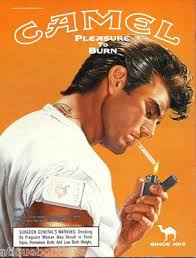 CAMEL
PLEASURE
TO
BURN
SURGEON GENERAL'S WARNING: Smoking
By Pregnant Women May Result in Fetal
Injury, Premature Birth, And Low Birth Weight.
SINCE 1913